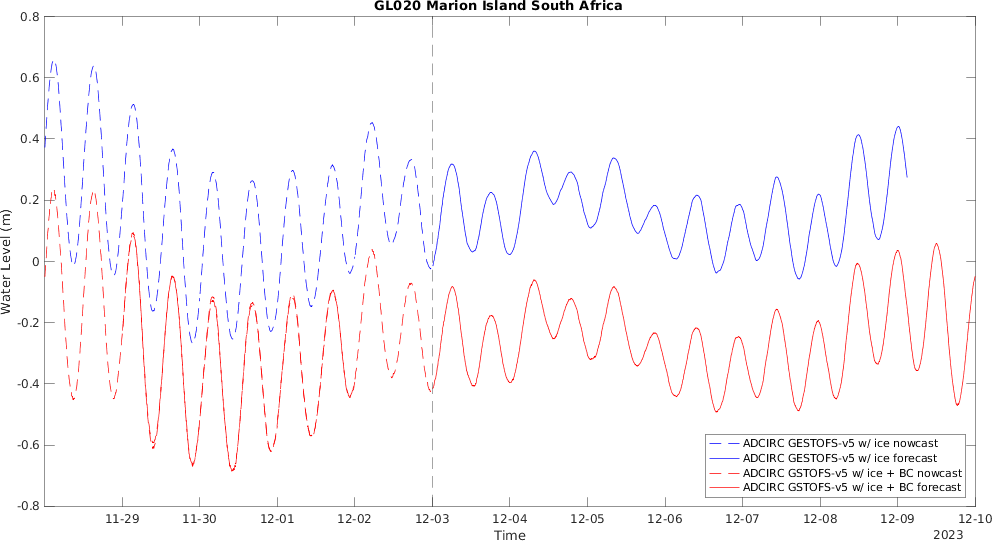 GL020 Marion Island South Africa
0.8
0.6
0.4
0.2
0
-0.2
-0.4
-0.6
-0.8
Water Level (m)
ADCIRC GESTOFS-v5 w/ ice nowcast
ADCIRC GESTOFS-v5 w/ ice forecast
ADCIRC GSTOFS-v5 w/ ice + BC nowcast
ADCIRC GSTOFS-v5 w/ ice + BC forecast
11-29 11-30 12-01 12-02 12-03 12-04 12-05 12-06 12-07 12-08 12-09 12-10
Time
2023